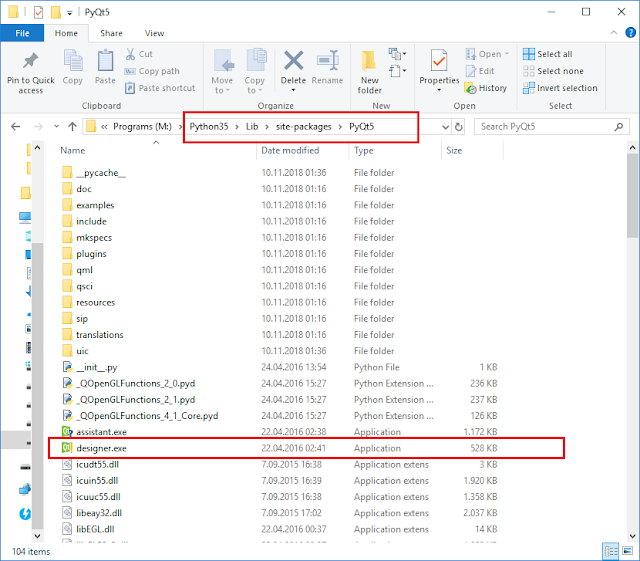 PyQt5
File Home Share View
Pin to Quick access
Copy
Paste
Cut
Copy path
Paste shortcut
Clipboard
Move to
Copy to
Delete
Rename
Organize
New folder
New
Properties
Open
Edit
History
Open
Select all
Select none
Invert selection
Select
« Programs (M:) > Python35 > Lib > site-packages > PyQt5
Search PyQt5
Name Date modified Type Size
__pycache__ 10.11.2018 01:36 File folder
doc 10.11.2018 01:16 File folder
examples 10.11.2018 01:16 File folder
include 10.11.2018 01:16 File folder
mkspecs 10.11.2018 01:16 File folder
plugins 10.11.2018 01:16 File folder
qml 10.11.2018 01:16 File folder
qsci 10.11.2018 01:16 File folder
resources 10.11.2018 01:16 File folder
sip 10.11.2018 01:16 File folder
translations 10.11.2018 01:16 File folder
uic 10.11.2018 01:36 File folder
__init__.py 24.04.2016 13:54 Python File 1 KB
_QOpenGLFunctions_2_0.pyd 24.04.2016 15:27 Python Extension ... 236 KB
_QOpenGLFunctions_2_1.pyd 24.04.2016 15:27 Python Extension ... 237 KB
_QOpenGLFunctions_4_1_Core.pyd 24.04.2016 15:27 Python Extension ... 126 KB
assistant.exe 22.04.2016 02:38 Application 1.172 KB
designer.exe 22.04.2016 02:41 Application 528 KB
icudt55.dll 7.09.2015 16:38 Application extens 3 KB
icuin55.dll 7.09.2015 16:39 Application extens 1.920 KB
icuuc55.dll 7.09.2015 16:38 Application extens 1.358 KB
libeay32.dll 7.09.2015 17:02 Application extens 2.037 KB
libEGL.dll 22.04.2016 00:37 Application extens 14 KB
104 items